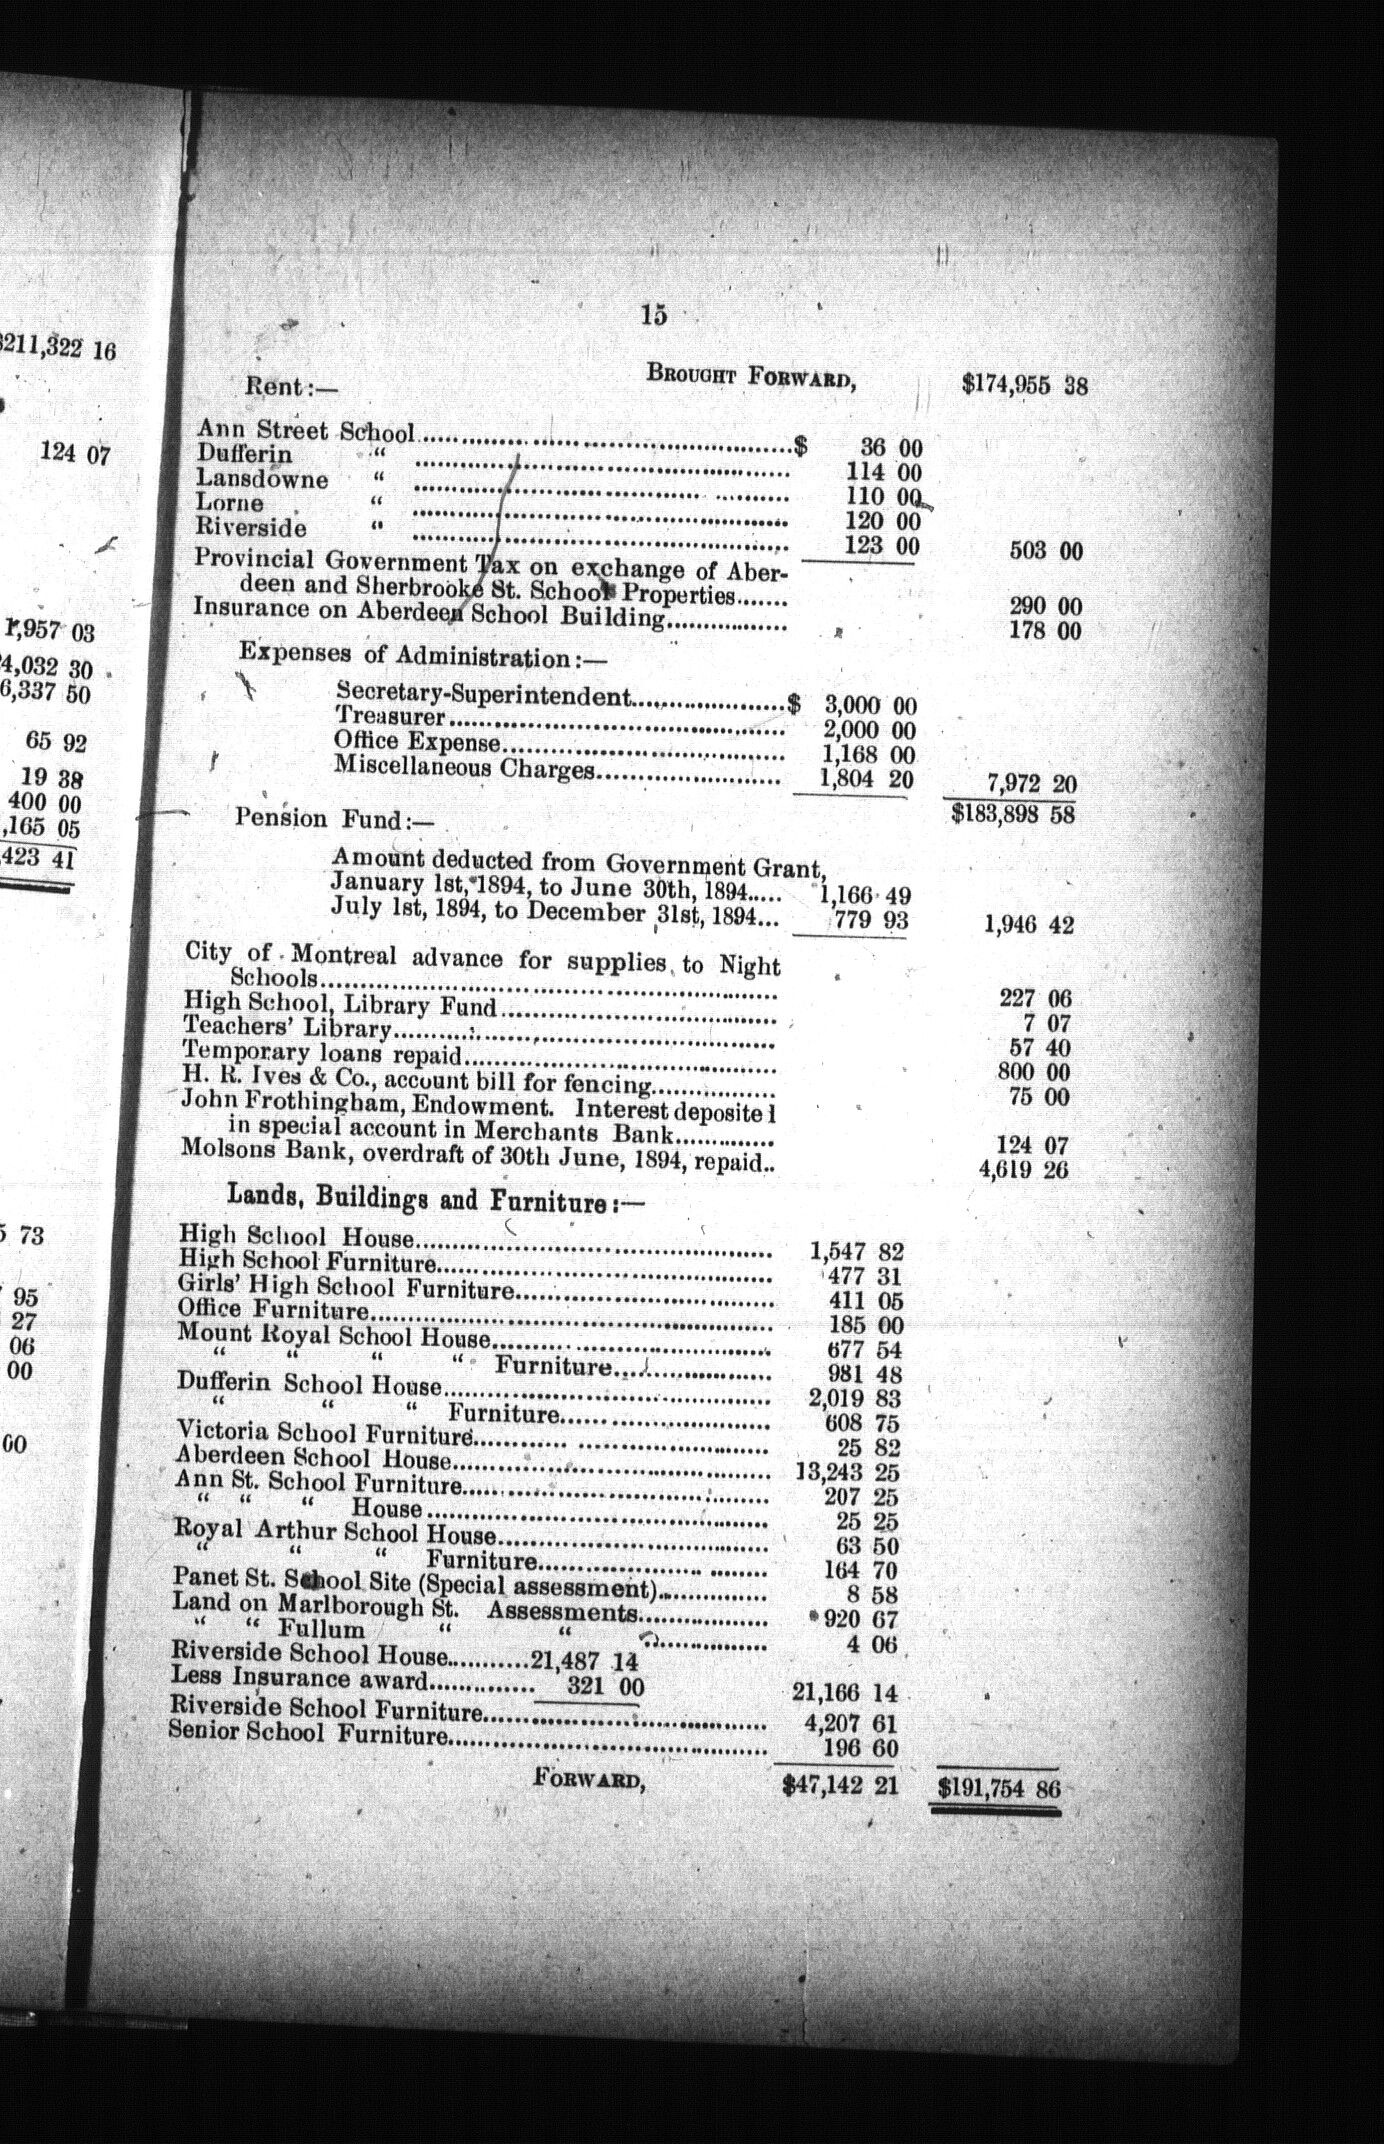 $211,322 16
124 07
1,957 03
4,032 30
6,337 50
65 92
19 38
400 00
,165 05
,423 41
5 73
95
27
06
00
00
15
BROUGHT FORWARD, $174,955 38
Rent:—
Ann Street School $ 36 00
Dufferin “ 114 00
Lansdowne “ 110 00
Lorne “ 120 00
Riverside “ 123 00 503 00
Provincial Government Tax on exchange of Aber-
deen and Sherbrooke St. School Properties 290 00
Insurance on Aberdeen School Building 178 00
Expenses of Administration:—
Secretary-Superintendent $ 3,000 00
Treasurer 2,000 00
Office Expense 1,168 00
Miscellaneous Charges 1,804 20 7,972 20
$183,898 58
Pension Fund:—
Amount deducted from Government Grant,
January 1st, 1894, to June 30th, 1894..... 1,166 49
July 1st, 1894, to December 31st, 1894... 779 93 1,946 42
City of Montreal advance for supplies to Night
Schools 227 06
High School, Library Fund 7 07
Teachers’ Library 57 40
Temporary loans repaid 800 00
H. R. Ives & Co., account bill for fencing 75 00
John Frothingham, Endowment. Interest deposite l
in special account in Merchants Bank 124 07
Molsons Bank, overdraft of 30th June, 1894, repaid.. 4,619 26
Lands, Buildings and Furniture:—
High School House 1,547 82
High School Furniture 477 31
Girls’ High School Furniture 411 05
Office Furniture 185 00
Mount Royal School House 677 54
“ “ “ “ Furniture 981 48
Dufferin School House 2,019 83
“ “ “ Furniture 608 75
Victoria School Furniture 25 82
Aberdeen School House 13,243 25
Ann St. School Furniture 207 25
“ “ “ House 25 25
Royal Arthur School House 63 50
“ “ “ Furniture 164 70
Panet St. School Site (Special assessment) 8 58
Land on Marlborough St. Assessments 920 67
“ “ Fullum “ “ 4 06
Riverside School House 21,487 14
Less Insurance award 321 00 21,166 14
Riverside School Furniture 4,207 61
Senior School Furniture 196 60
FORWARD, $47,142 21 $191,754 86